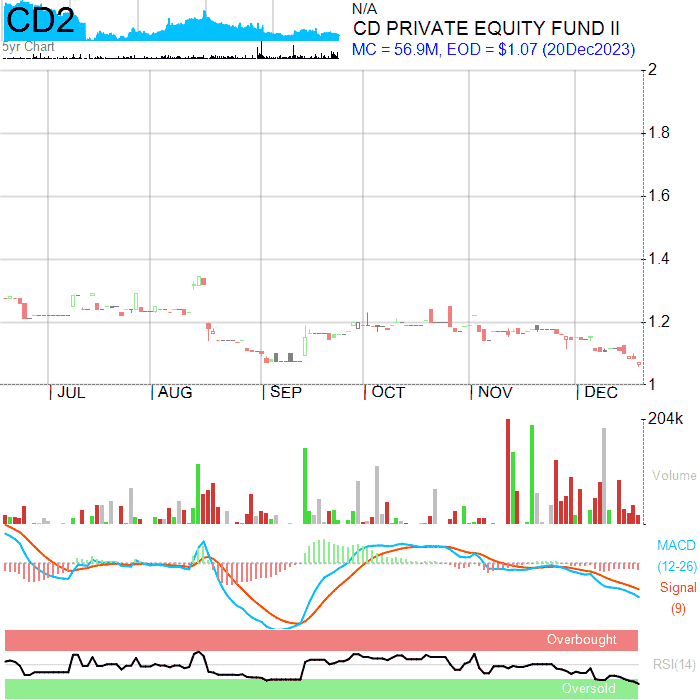 CD2
5yr Chart
N/A
CD PRIVATE EQUITY FUND II
MC = 56.9M, EOD = $1.07 (20Dec2023)
2
1.8
1.6
1.4
1.2
1
JUL AUG SEP OCT NOV DEC
204k
Volume
MACD
(12-26)
Signal
(9)
Overbought
RSI(14)
Oversold